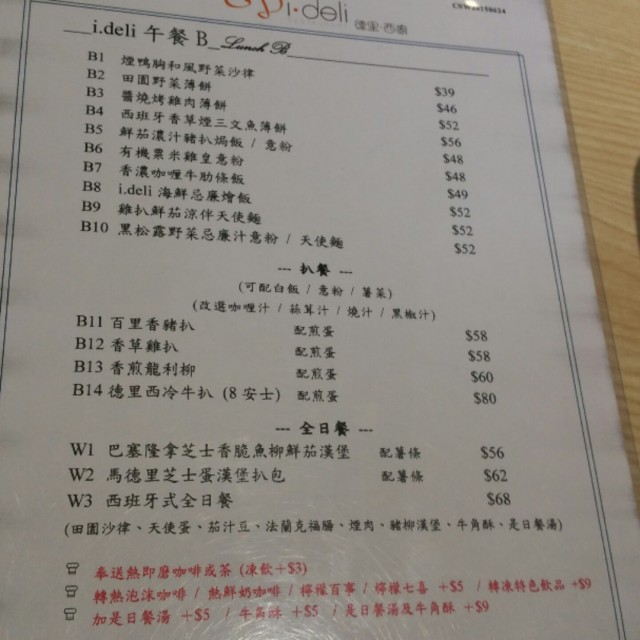 i.deli
德里·西廚
i.deli 午餐 B Lunch B
B1 煙鴨胸和風野菜沙律 $39
B2 田園野菜薄餅 $46
B3 醬燒烤雞肉薄餅 $52
B4 西班牙香草煙三文魚薄餅 $56
B5 鮮茄濃汁豬扒焗飯 / 意粉 $48
B6 有機粟米雞皇意粉 $48
B7 香濃咖喱牛肋條飯 $49
B8 i.deli 海鮮忌廉燴飯 $52
B9 雞扒鮮茄涼伴天使麵 $52
B10 黑松露野菜忌廉汁意粉 / 天使麵 $52
--- 扒餐 ---
(可配白飯 / 意粉 / 薯菜)
(改選咖喱汁 / 菇茸汁 / 燒汁 / 黑椒汁)
B11 百里香豬扒 配煎蛋 $58
B12 香草雞扒 配煎蛋 $58
B13 香煎龍利柳 配煎蛋 $60
B14 德里西冷牛扒 (8 安士) 配煎蛋 $80
--- 全日餐 ---
W1 巴塞隆拿芝士香脆魚柳鮮茄漢堡 配薯條 $56
W2 馬德里芝士蛋漢堡扒包 配薯條 $62
W3 西班牙式全日餐 $68
(田園沙律、天使蛋、茄汁豆、法蘭克福腸、煙肉、豬柳漢堡、牛角酥、是日餐湯)
奉送熱即磨咖啡或茶 (凍飲+$3)
轉熱泡沫咖啡 / 熱鮮奶咖啡 / 檸檬百事 / 檸檬七喜 +$5 / 轉凍特色飲品 +$9
加是日餐湯 +$5 / 牛角酥 +$5 / 是日餐湯及牛角酥 +$9